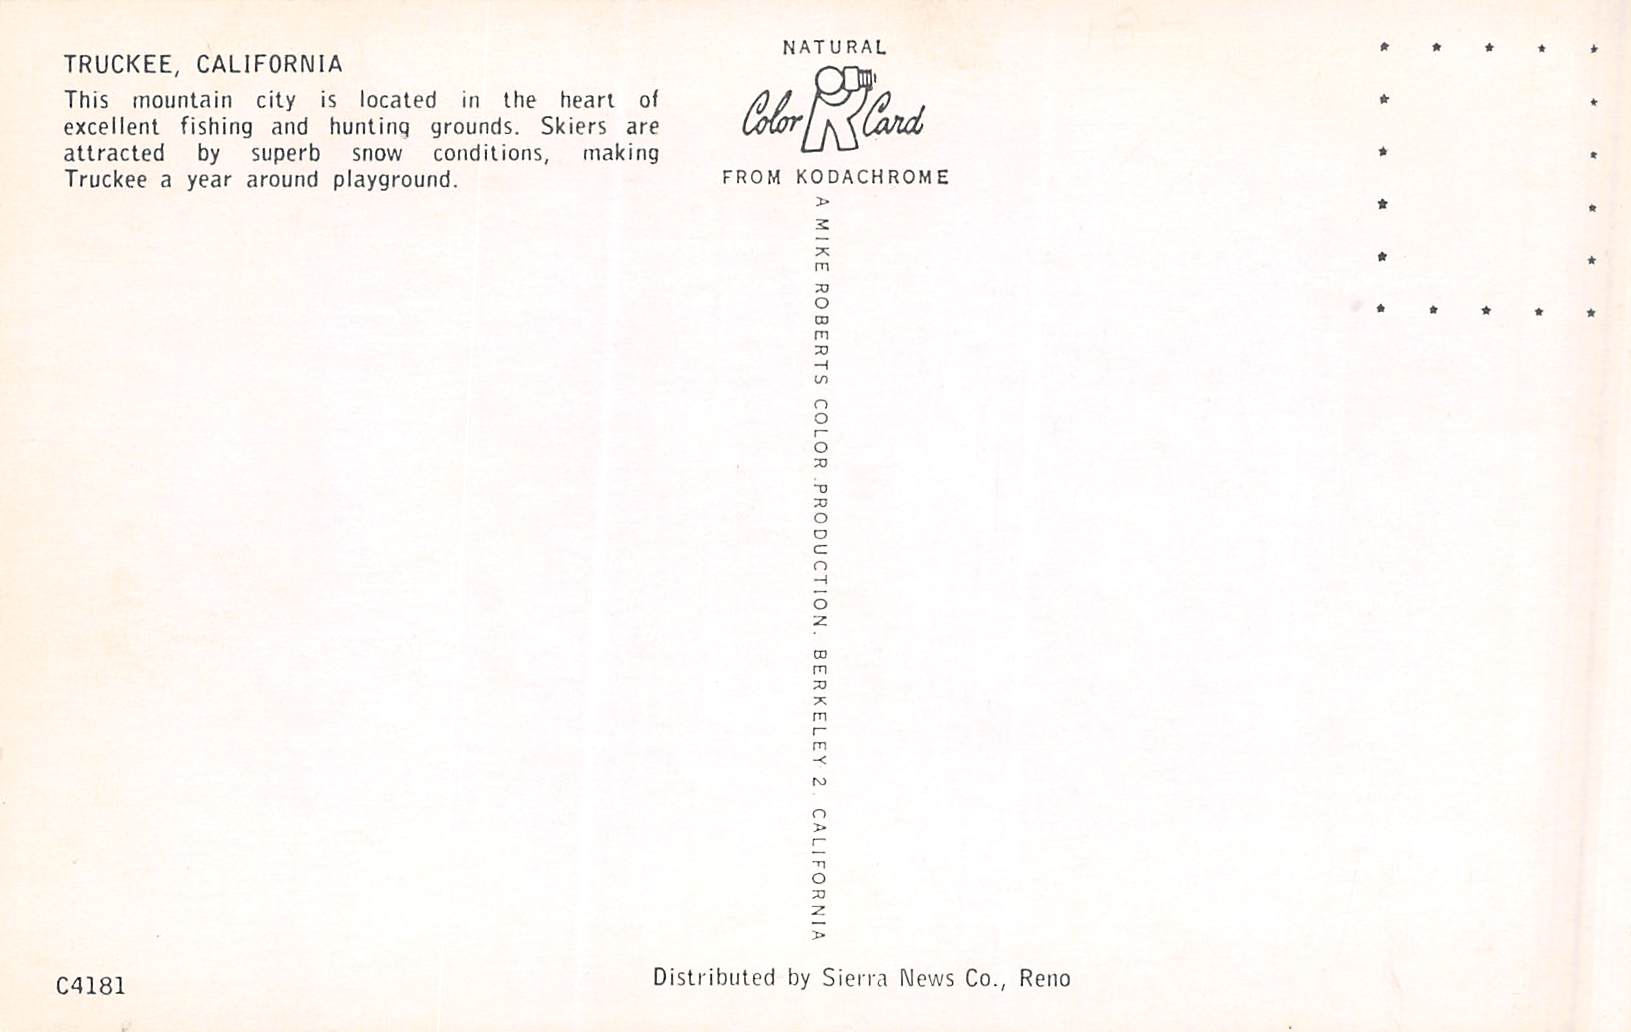 TRUCKEE, CALIFORNIA
This mountain city is located in the heart of
excellent fishing and hunting grounds. Skiers are
attracted by superb snow conditions, making
Truckee a year around playground.
NATURAL
Color Card
FROM KODACHROME
A MIKE ROBERTS COLOR PRODUCTION. BERKELEY 2. CALIFORNIA
C4181
Distributed by Sierra News Co., Reno